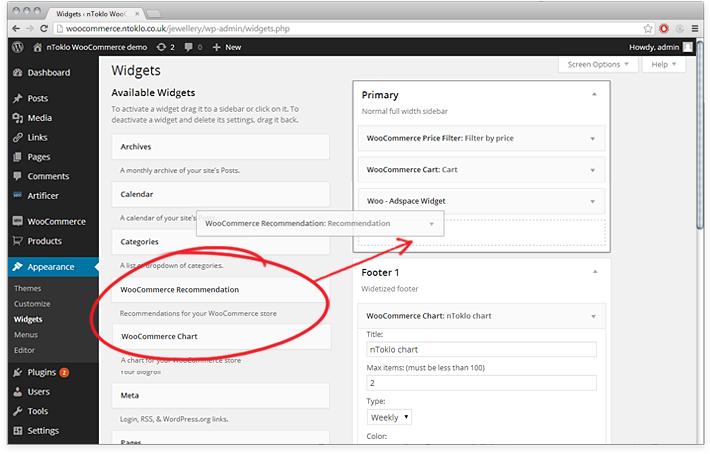 Widgets ‹ nToklo WooC
woocommerce.ntoklo.co.uk/jewellery/wp-admin/widgets.php
nToklo WooCommerce demo
2
0
+ New
Howdy, admin
Dashboard
Posts
Media
Links
Pages
Comments
Artificer
WooCommerce
Products
Appearance
Themes
Customize
Widgets
Menus
Editor
Plugins 2
Users
Tools
Settings
Screen Options
Help
Widgets
Available Widgets
To activate a widget drag it to a sidebar or click on it. To
deactivate a widget and delete its settings, drag it back.
Archives
A monthly archive of your site's Posts.
Calendar
A calendar of your site's
WooCommerce Recommendation: Recommendation
Categories
A list or dropdown of categories.
WooCommerce Recommendation
Recommendations for your WooCommerce store
WooCommerce Chart
A chart for your WooCommerce store
Your blogroll
Meta
Login, RSS, & WordPress.org links.
Pages
Primary
Normal full width sidebar
WooCommerce Price Filter: Filter by price
WooCommerce Cart: Cart
Woo - Adspace Widget
Footer 1
Widetized footer
WooCommerce Chart: nToklo chart
Title:
nToklo chart
Max items: (must be less than 100)
2
Type:
Weekly
Color: